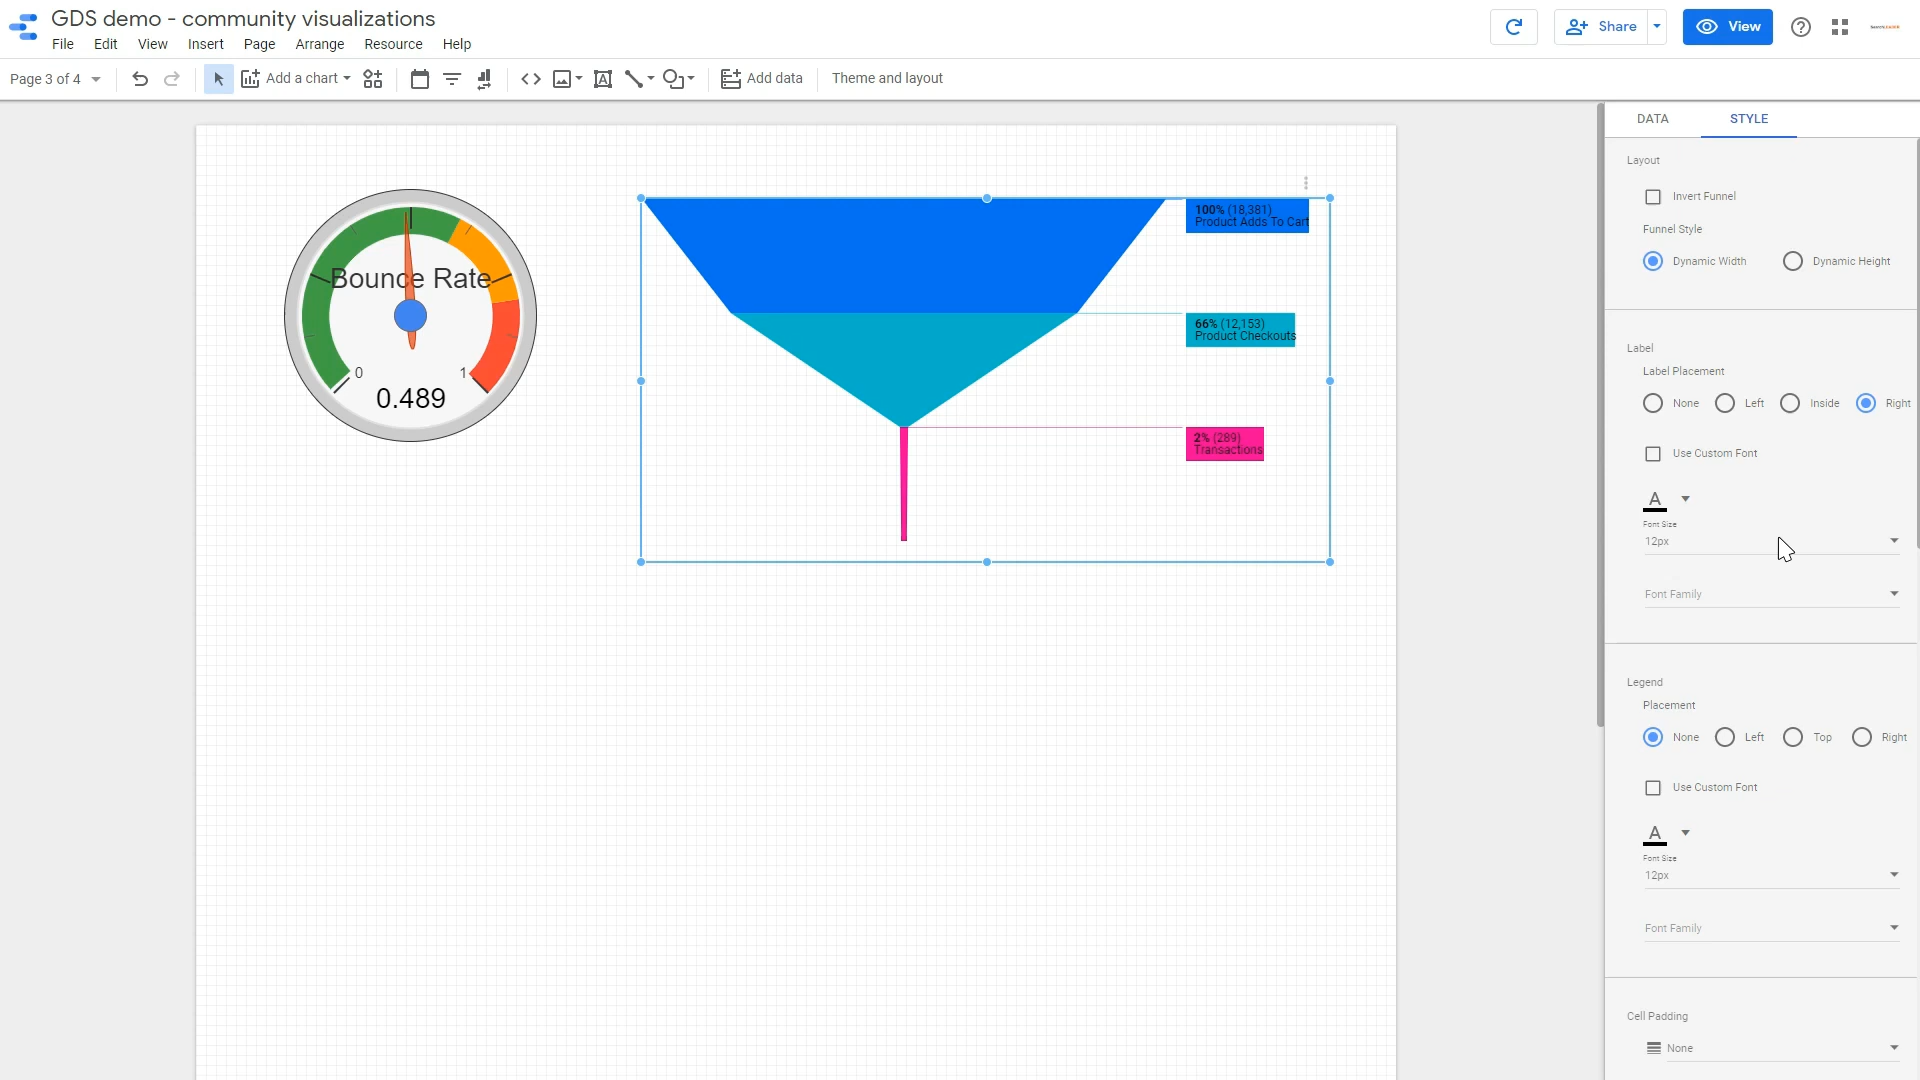 GDS demo - community visualizations
File Edit View Insert Page Arrange Resource Help
Share
View
Page 3 of 4
Add a chart
Add data
Theme and layout
DATA STYLE
Layout
Invert Funnel
Funnel Style
Dynamic Width Dynamic Height
Label
Label Placement
None Left Inside Right
Use Custom Font
A
Font Size
12px
Font Family
Legend
Placement
None Left Top Right
Use Custom Font
A
Font Size
12px
Font Family
Cell Padding
None
Bounce Rate
0 1
0.489
100% (18,381)
Product Adds To Cart
66% (12,153)
Product Checkouts
2% (289)
Transactions